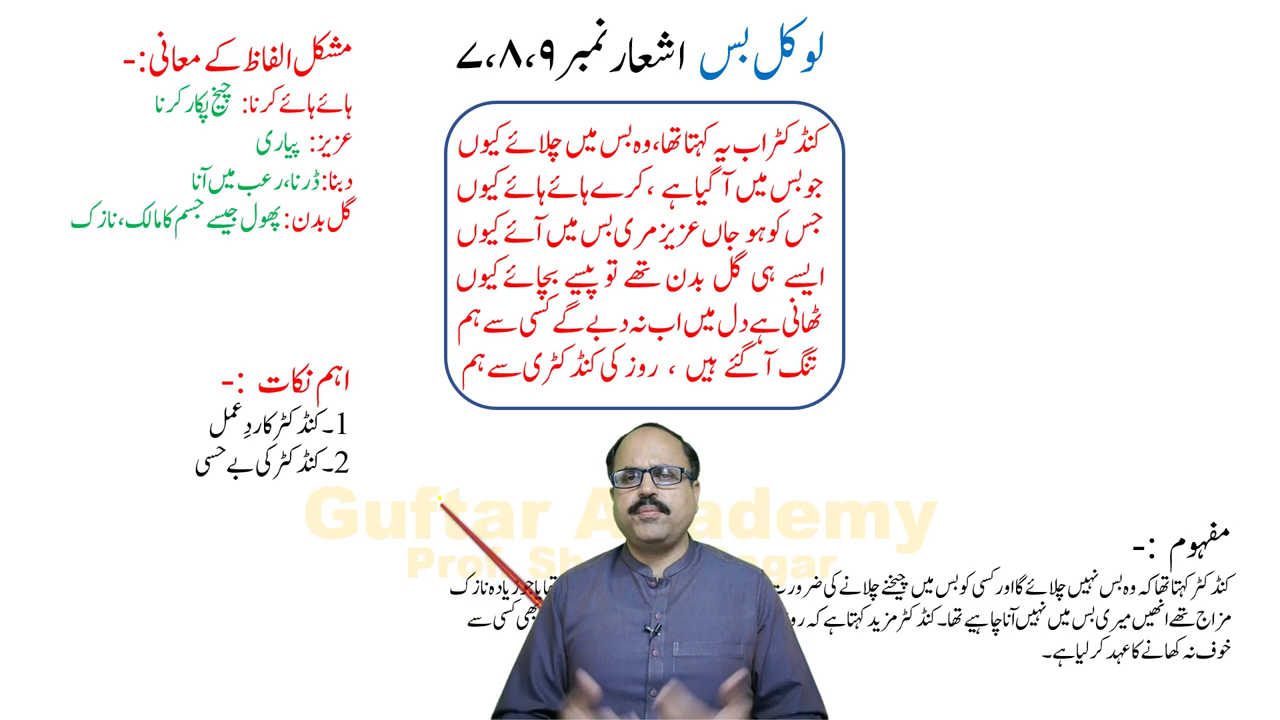 لوکل بس اشعار نمبر ۷،۸،۹
مشکل الفاظ کے معانی:-
ہائے ہائے کرنا: چیخ پکار کرنا
عزیز: پیاری
دبنا: ڈرنا، رعب میں آنا
گل بدن: پھول جیسے جسم کا مالک، نازک
کنڈکٹر اب یہ کہتا تھا، وہ بس میں چلائے کیوں
جو بس میں آ گیا ہے ، کرے ہائے ہائے کیوں
جس کو ہو جاں عزیز مری بس میں آئے کیوں
ایسے ہی گل بدن تھے تو پیسے بچائے کیوں
ٹھانی ہے دل میں اب نہ دبے گے کسی سے ہم
تنگ آ گئے ہیں ، روز کی کنڈکٹری سے ہم
اہم نکات :-
1۔ کنڈکٹر کا ردِ عمل
2۔ کنڈکٹر کی بے حسی
Guftar Academy
Prof. Sh
مفہوم :-
کنڈکٹر کہتا تھا کہ وہ بس نہیں چلائے گا اور کسی کو بس میں چیخنے چلانے کی ضرورت زیادہ نازک
مزاج تھے انھیں میری بس میں نہیں آنا چاہیے تھا۔ کنڈکٹر مزید کہتا ہے کہ بھی کسی سے
خوف نہ کھانے کا عہد کر لیا ہے۔